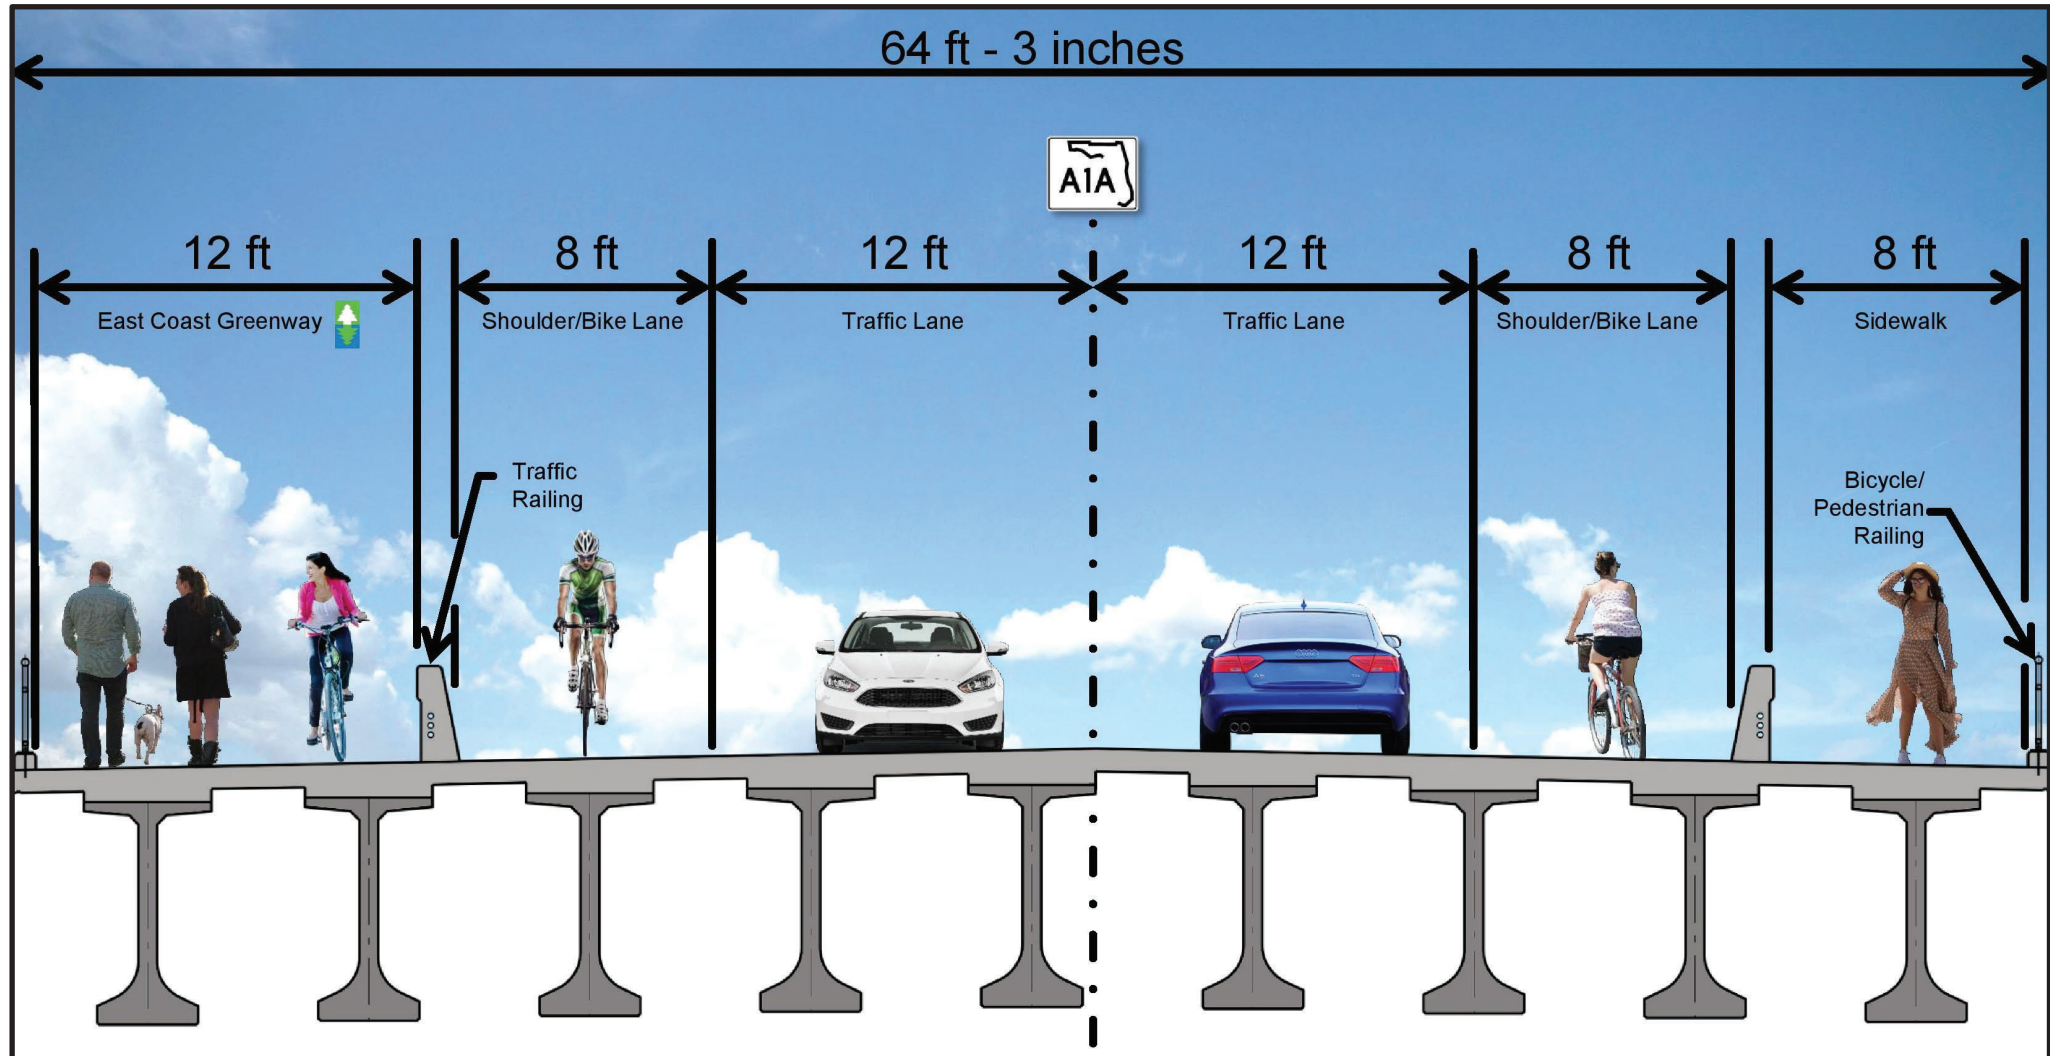 64 ft - 3 inches
A1A
12 ft
8 ft
12 ft
12 ft
8 ft
8 ft
East Coast Greenway
Shoulder/Bike Lane
Traffic Lane
Traffic Lane
Shoulder/Bike Lane
Sidewalk
Traffic
Railing
Bicycle/
Pedestrian
Railing